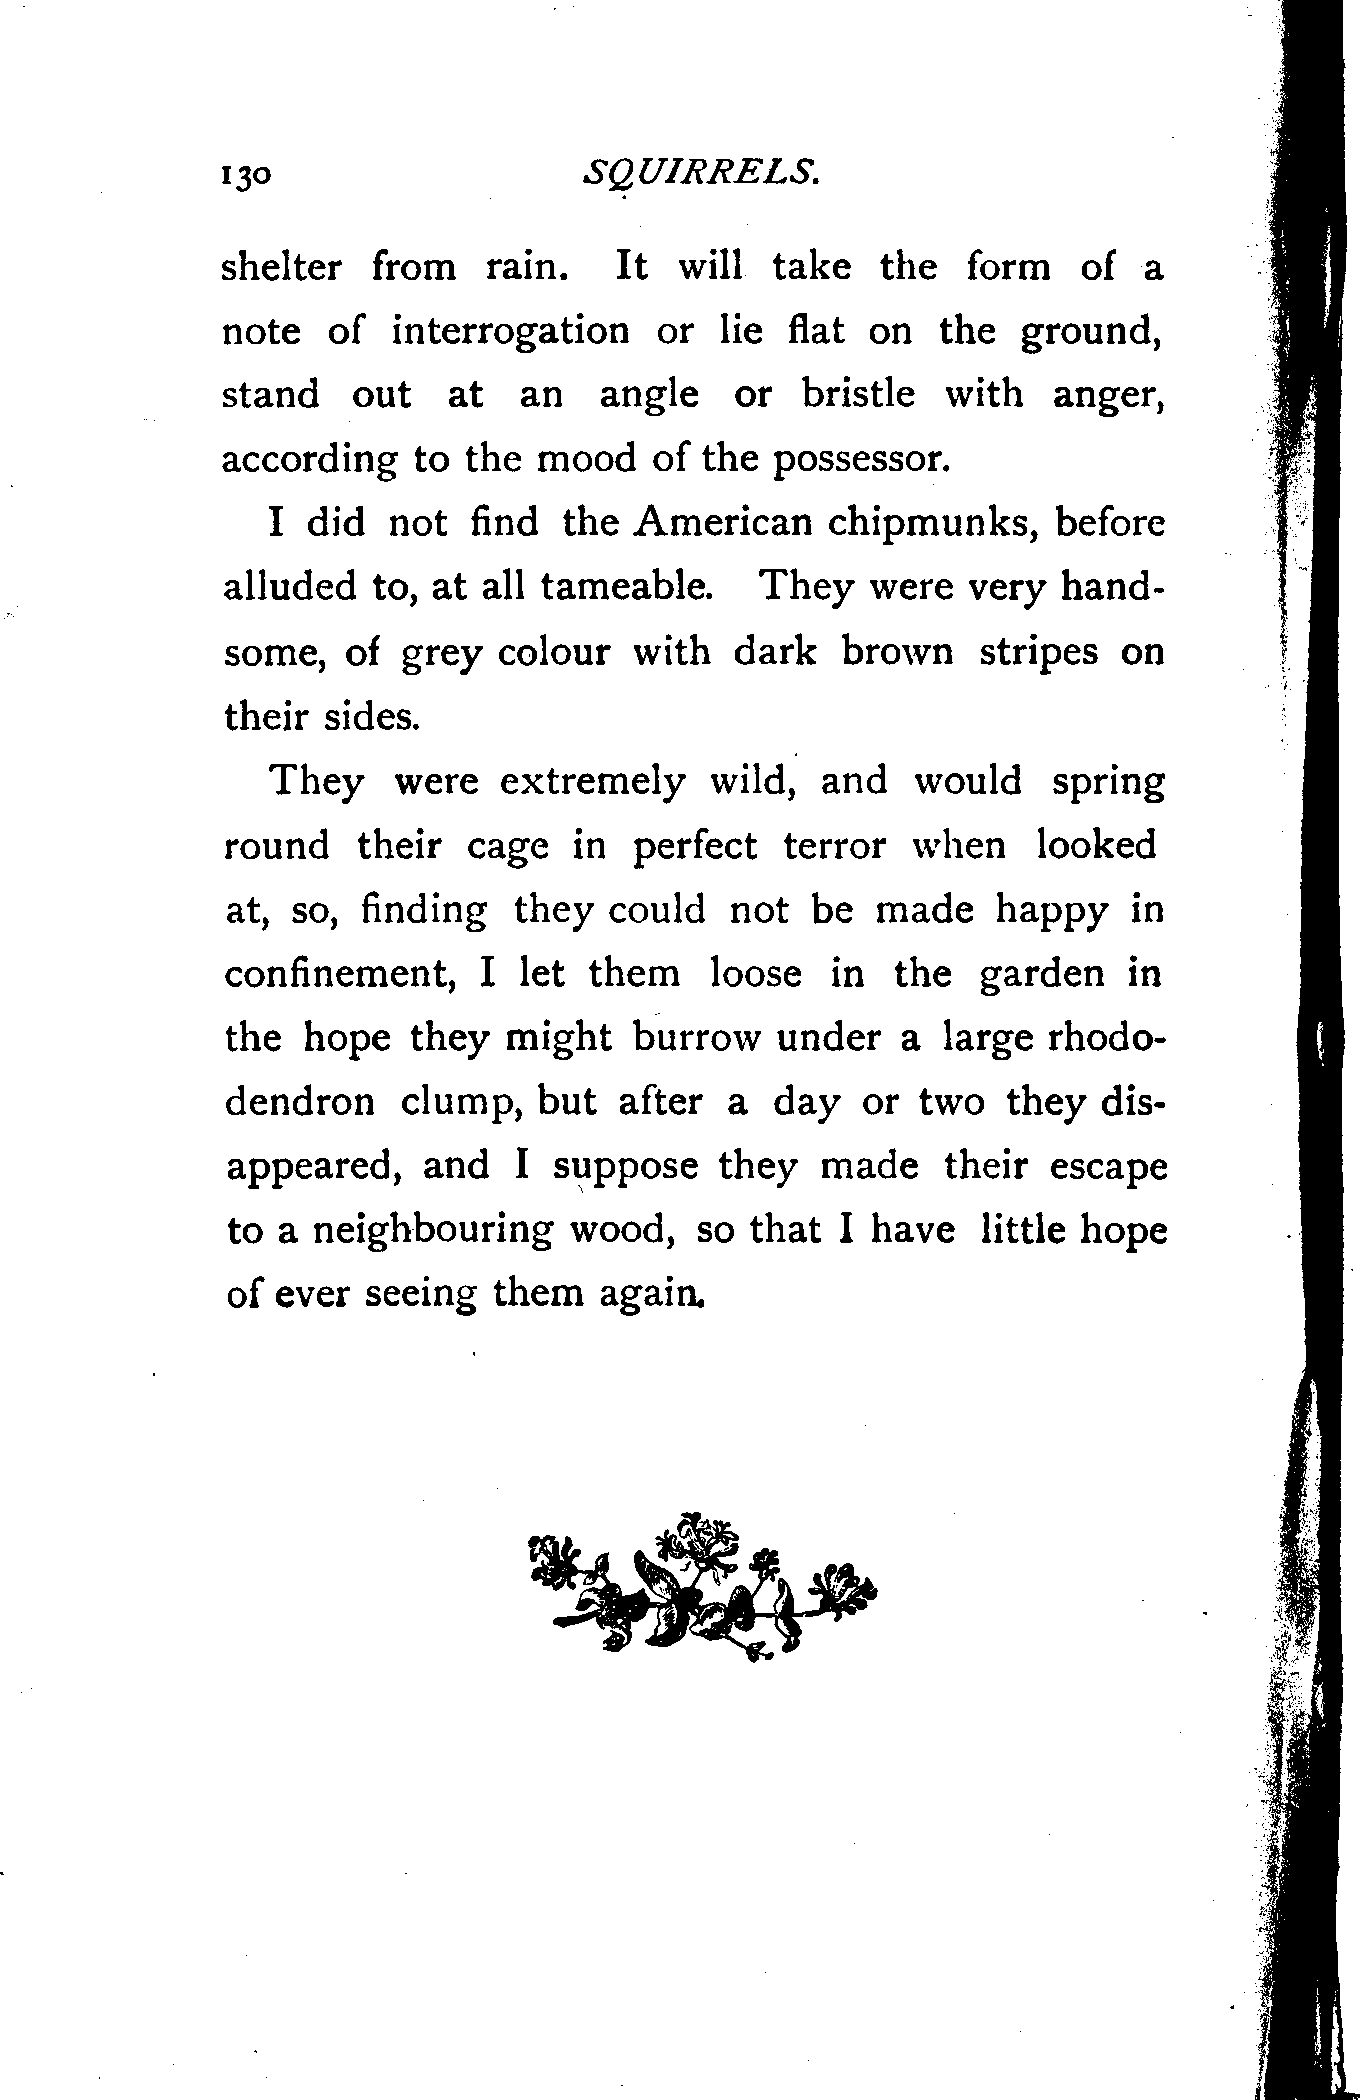 130 SQUIRRELS.
shelter from rain. It will take the form of a
note of interrogation or lie flat on the ground,
stand out at an angle or bristle with anger,
according to the mood of the possessor.
I did not find the American chipmunks, before
alluded to, at all tameable. They were very hand-
some, of grey colour with dark brown stripes on
their sides.
They were extremely wild, and would spring
round their cage in perfect terror when looked
at, so, finding they could not be made happy in
confinement, I let them loose in the garden in
the hope they might burrow under a large rhodo-
dendron clump, but after a day or two they dis-
appeared, and I suppose they made their escape
to a neighbouring wood, so that I have little hope
of ever seeing them again.